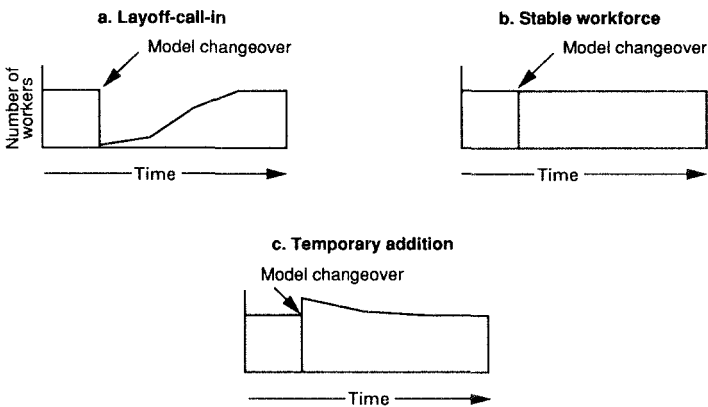 a. Layoff-call-in
Model changeover
Number of
workers
Time
b. Stable workforce
Model changeover
Time
c. Temporary addition
Model changeover
Time